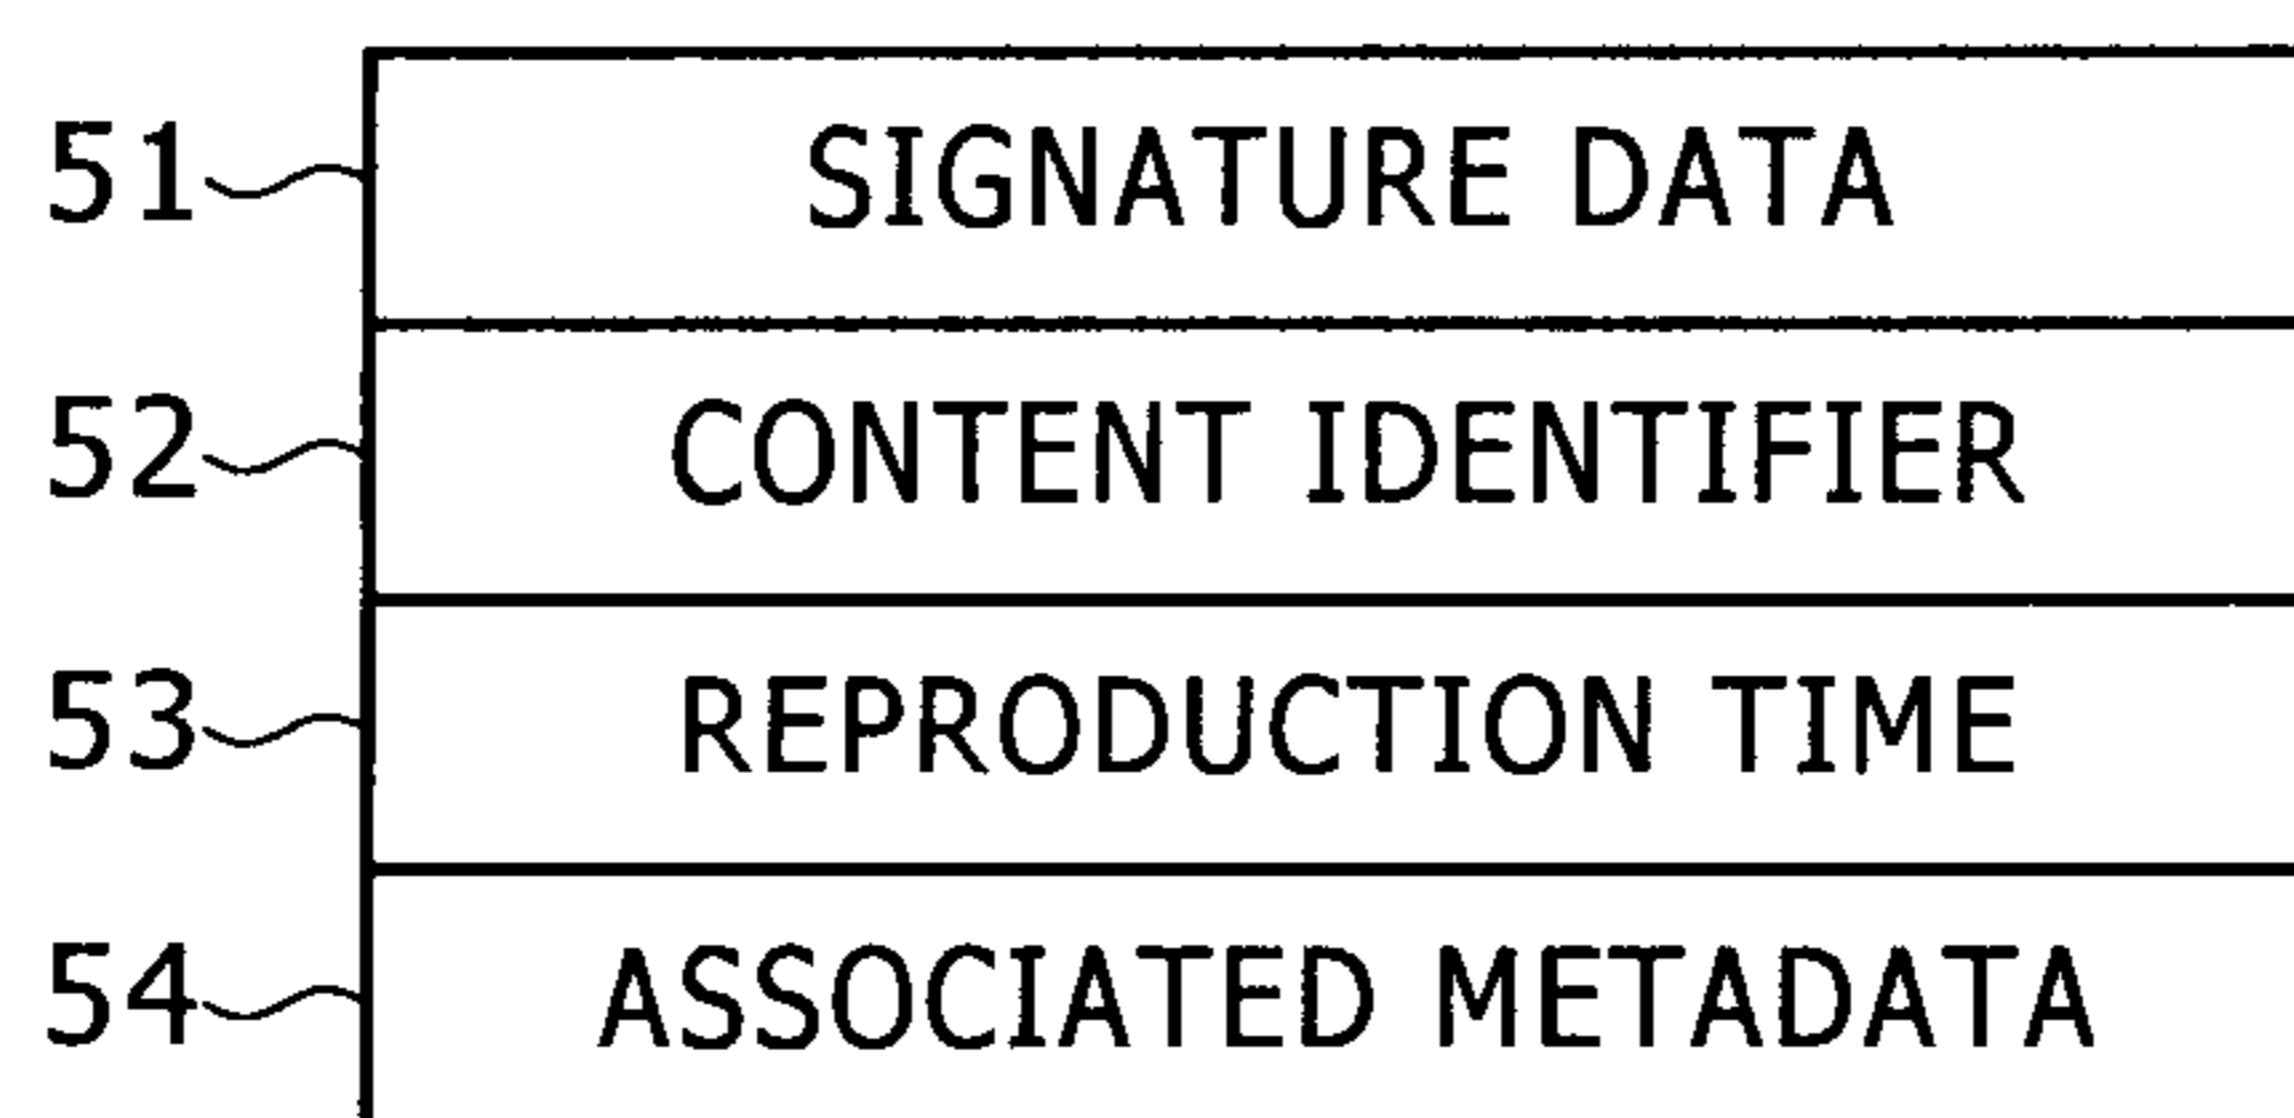 51 SIGNATURE DATA
52 CONTENT IDENTIFIER
53 REPRODUCTION TIME
54 ASSOCIATED METADATA